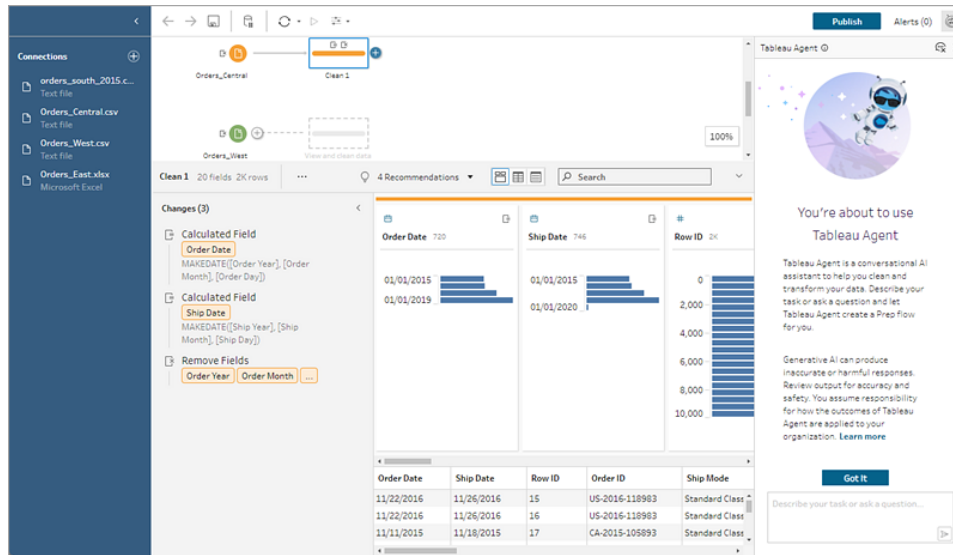 Publish
Alerts (0)
Connections
orders_south_2015.c...
Text file
Orders_Central.csv
Text file
Orders_West.csv
Text file
Orders_East.xlsx
Microsoft Excel
Orders_Central
Clean 1
Orders_West
View and clean data
100%
Clean 1 20 fields 2K rows ... 4 Recommendations Search
Changes (3)
Calculated Field
Order Date
MAKEDATE([Order Year], [Order
Month], [Order Day])
Calculated Field
Ship Date
MAKEDATE([Ship Year], [Ship
Month], [Ship Day])
Remove Fields
Order Year Order Month ...
Order Date 720
01/01/2015
01/01/2019
Ship Date 746
01/01/2015
01/01/2020
#
Row ID 2K
0
2,000
4,000
6,000
8,000
10,000
Order Date Ship Date Row ID Order ID Ship Mode
11/22/2016 11/26/2016 15 US-2016-118983 Standard Class
11/22/2016 11/26/2016 16 US-2016-118983 Standard Class
11/11/2015 11/18/2015 17 CA-2015-105893 Standard Class
Tableau Agent
You're about to use
Tableau Agent
Tableau Agent is a conversational AI
assistant to help you clean and
transform your data. Describe your
task or ask a question and let
Tableau Agent create a Prep flow
for you.
Generative AI can produce
inaccurate or harmful responses.
Review output for accuracy and
safety. You assume responsibility
for how the outcomes of Tableau
Agent are applied to your
organization. Learn more
Got It
Describe your task or ask a question...